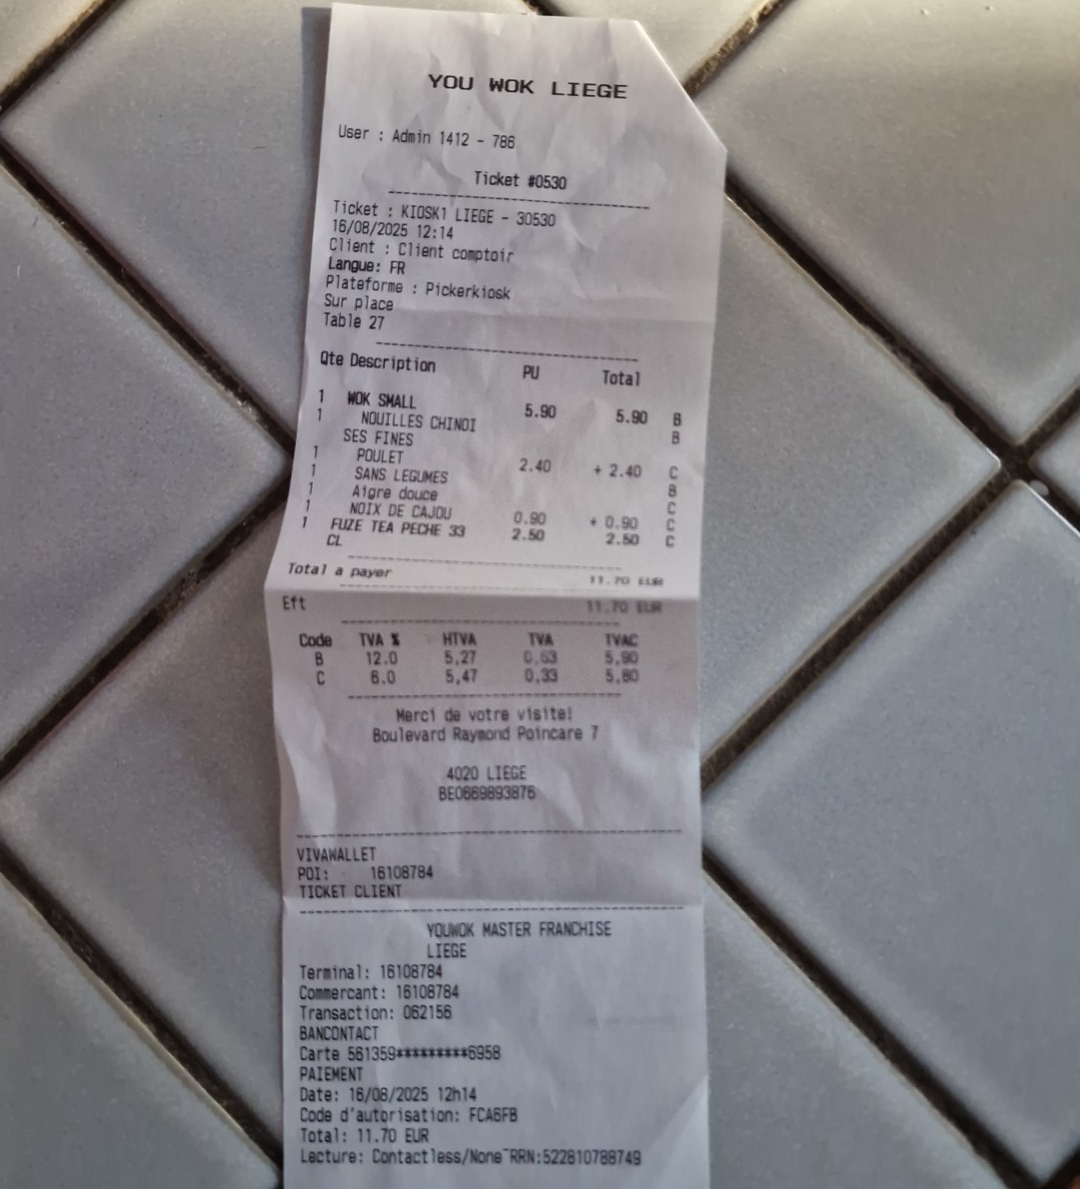 YOU WOK LIEGE
User : Admin 1412 - 786
Ticket #0530
Ticket : KIOSK1 LIEGE - 30530
16/08/2025 12:14
Client : Client comptoir
Langue: FR
Plateforme : Pickerkiosk
Sur place
Table 27
Qte Description PU Total
1 WOK SMALL 5.90 5.90 B
1 NOUILLES CHINOI B
SES FINES
1 POULET 2.40 + 2.40 C
1 SANS LEGUMES B
1 Aigre douce C
1 NOIX DE CAJOU 0.90 + 0.90 C
1 FUZE TEA PECHE 33 2.50 2.50 C
CL
Total a payer 11.70 EUR
Eft 11.70 EUR
Code TVA % HTVA TVA TVAC
B 12.0 5,27 0,63 5,90
C 6.0 5,47 0,33 5,80
Merci de votre visite!
Boulevard Raymond Poincare 7
4020 LIEGE
BE0669893876
VIVAWALLET
POI: 16108784
TICKET CLIENT
YOUWOK MASTER FRANCHISE
LIEGE
Terminal: 16108784
Commercant: 16108784
Transaction: 062156
BANCONTACT
Carte 561359*********6958
PAIEMENT
Date: 16/08/2025 12h14
Code d'autorisation: FCA6FB
Total: 11.70 EUR
Lecture: Contactless/None~RRN:522810788749